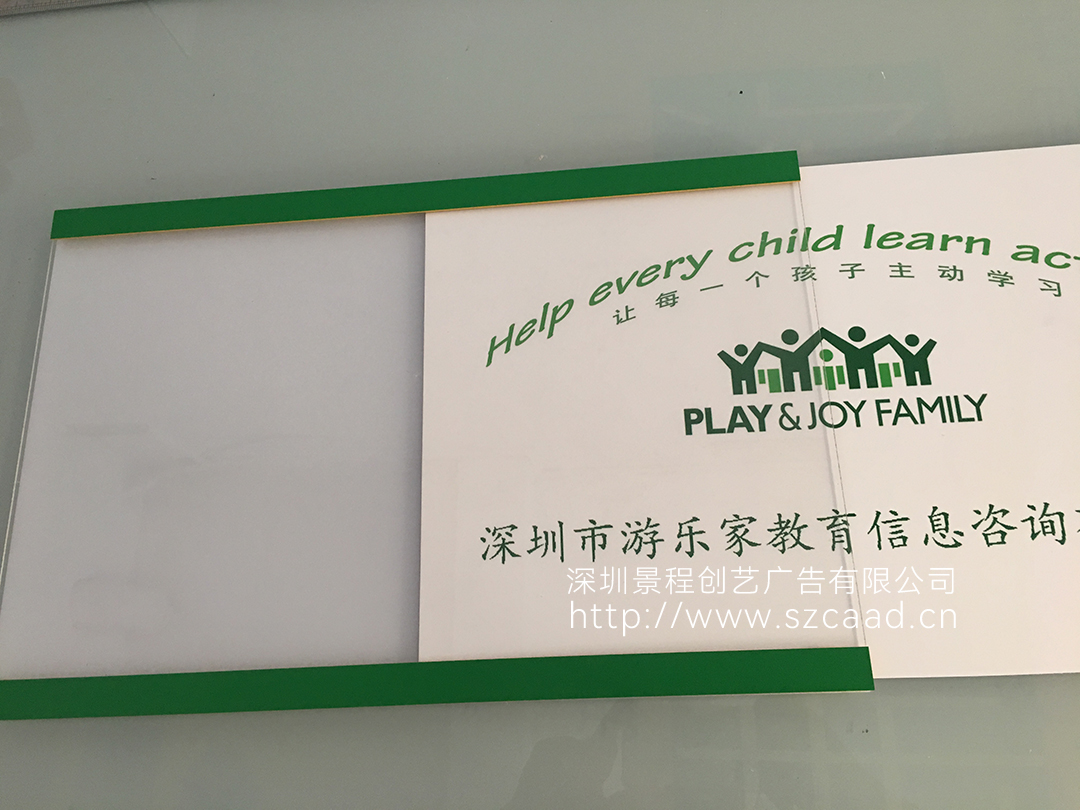 Help every child learn act
让每一个孩子主动学习
PLAY & JOY FAMILY
深圳市游乐家教育信息咨询
深圳景程创艺广告有限公司
http://www.szcaad.cn